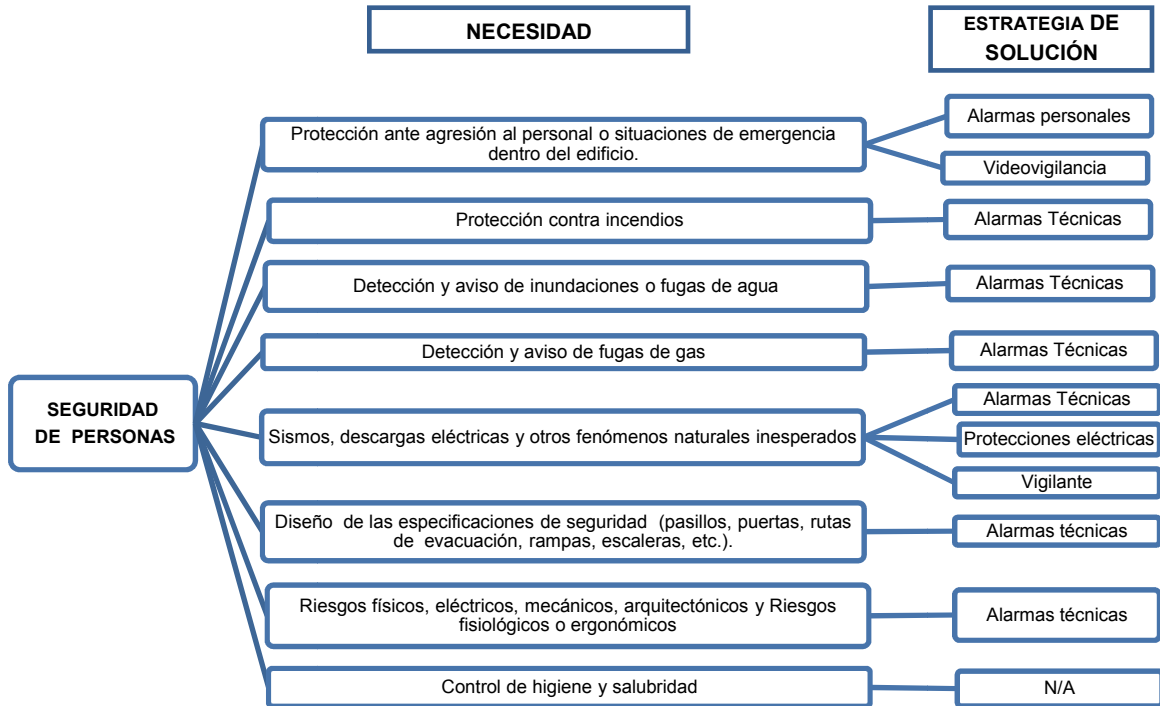 NECESIDAD
ESTRATEGIA DE
SOLUCIÓN
SEGURIDAD
DE PERSONAS
Protección ante agresión al personal o situaciones de emergencia
dentro del edificio.
Alarmas personales
Videovigilancia
Protección contra incendios
Alarmas Técnicas
Detección y aviso de inundaciones o fugas de agua
Alarmas Técnicas
Detección y aviso de fugas de gas
Alarmas Técnicas
Sismos, descargas eléctricas y otros fenómenos naturales inesperados
Alarmas Técnicas
Protecciones eléctricas
Vigilante
Diseño de las especificaciones de seguridad (pasillos, puertas, rutas
de evacuación, rampas, escaleras, etc.).
Alarmas técnicas
Riesgos físicos, eléctricos, mecánicos, arquitectónicos y Riesgos
fisiológicos o ergonómicos
Alarmas técnicas
Control de higiene y salubridad
N/A